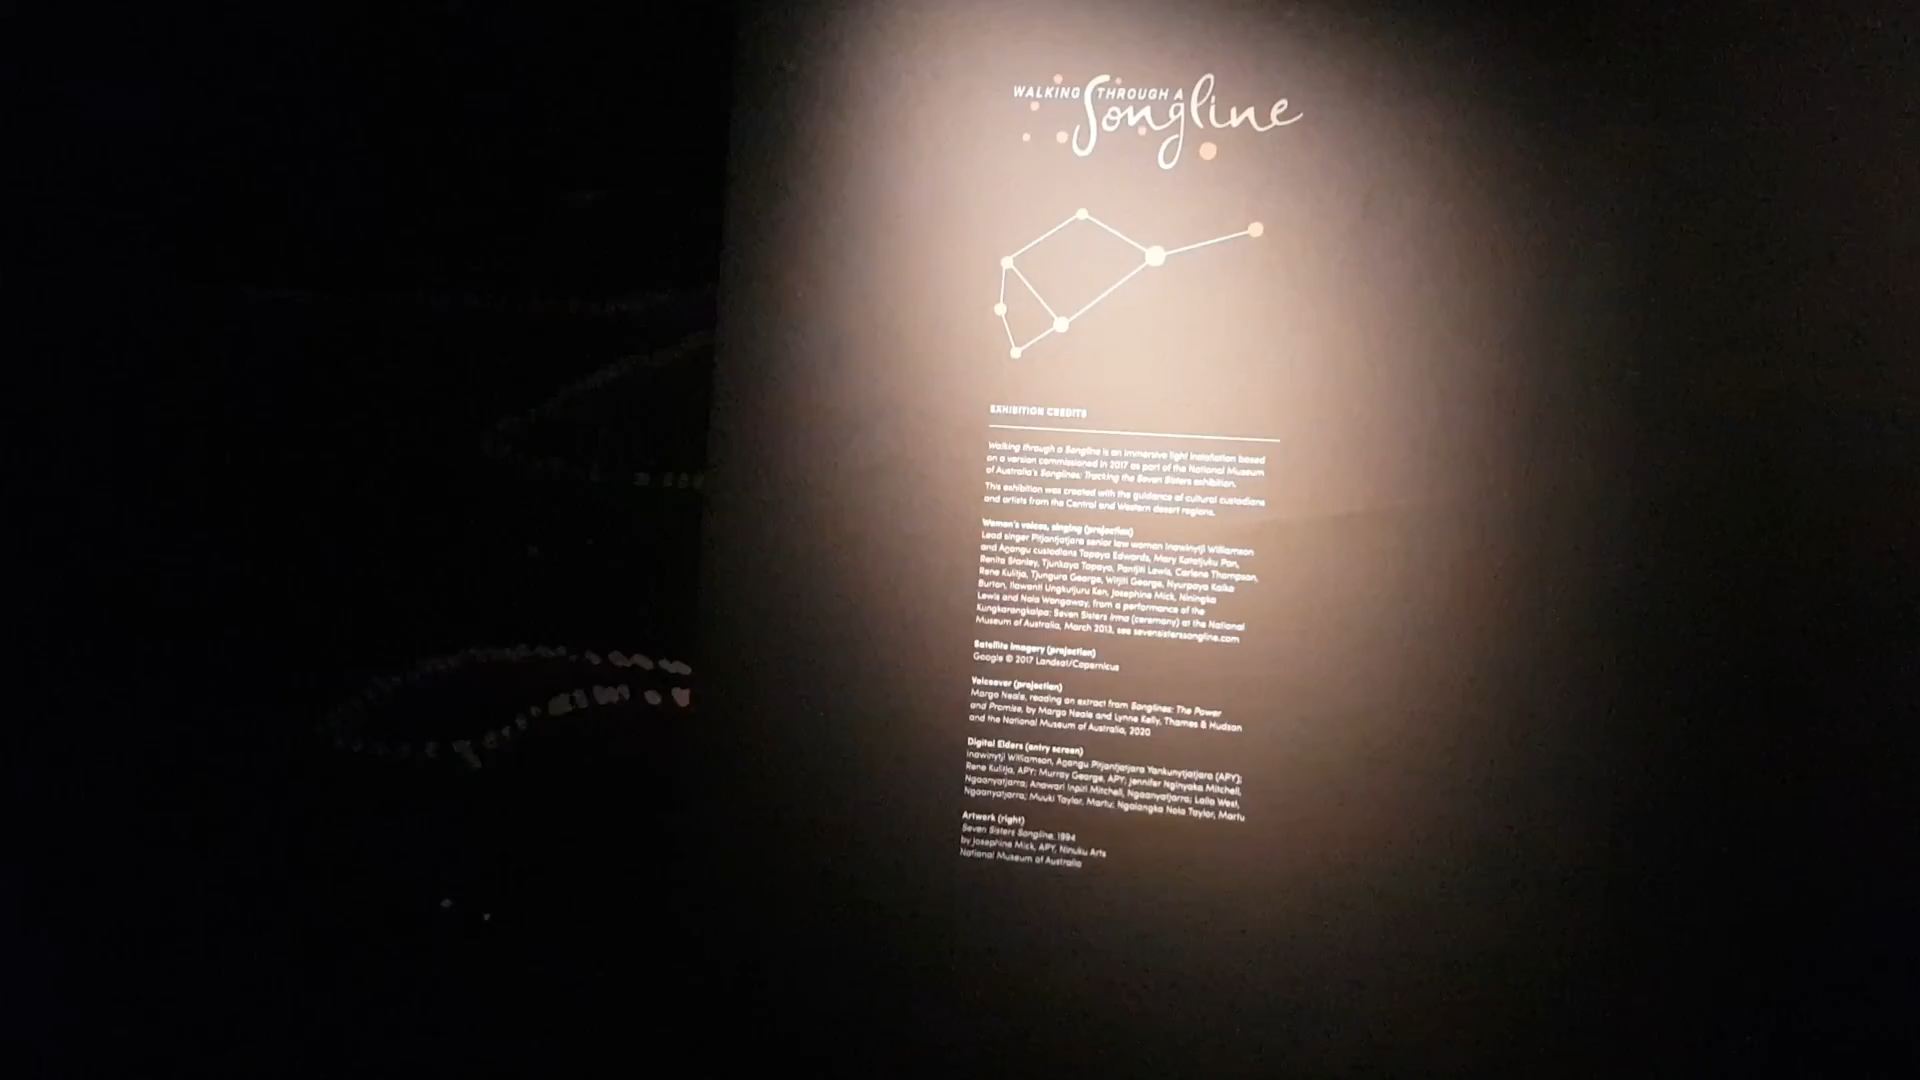 WALKING THROUGH A
Songline
EXHIBITION CREDITS
Walking through a Songline is an immersive light installation based
on a version commissioned in 2017 as part of the National Museum
of Australia's Songlines: Tracking the Seven Sisters exhibition.
This exhibition was created with the guidance of cultural custodians
and artists from the Central and Western desert regions.
Women's voices, singing (projection)
Lead singer Pitjantjatjara senior law woman Inawinytji Williamson
and Aṉangu custodians Tapaya Edwards, Mary Katatjuku Pan,
Renita Stanley, Tjunkaya Tapaya, Pantjiti Lewis, Carlene Thompson,
Rene Kulitja, Tjungura George, Witjiti George, Nyurpaya Kaika
Burton, Ilawanti Ungkutjuru Ken, Josephine Mick, Niningka
Lewis and Nola Wongaway, from a performance of the
Kungkarangkalpa: Seven Sisters Inma (ceremony) at the National
Museum of Australia, March 2013, see sevensisterssongline.com
Satellite imagery (projection)
Google © 2017 Landsat/Copernicus
Voiceover (projection)
Margo Neale, reading an extract from Songlines: The Power
and Promise, by Margo Neale and Lynne Kelly, Thames & Hudson
and the National Museum of Australia, 2020
Digital Elders (entry screen)
Inawinytji Williamson, Aṉangu Pitjantjatjara Yankunytjatjara (APY);
Rene Kulitja, APY; Murray George, APY; Jennifer Nginyaka Mitchell,
Ngaanyatjarra; Anawari Inpiti Mitchell, Ngaanyatjarra; Lalla West,
Ngaanyatjarra; Muuki Taylor, Martu; Ngalangka Nola Taylor, Martu
Artwork (right)
Seven Sisters Songline, 1994
by Josephine Mick, APY, Ninuku Arts
National Museum of Australia